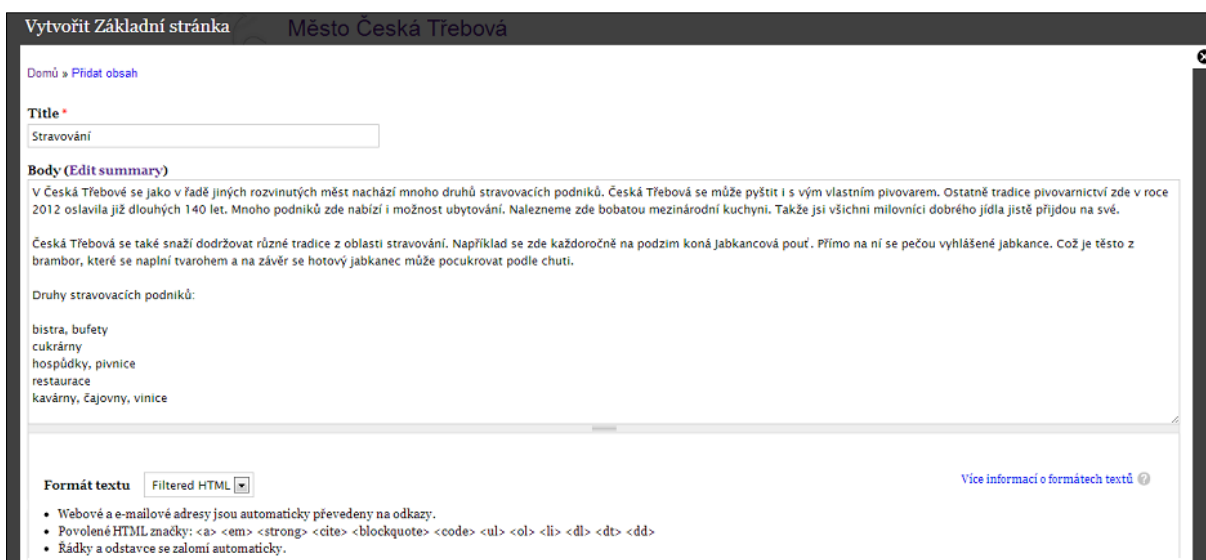 Vytvořit Základní stránka
Město Česká Třebová
Domů » Přidat obsah
Title *
Stravování
Body (Edit summary)
V Česká Třebové se jako v řadě jiných rozvinutých měst nachází mnoho druhů stravovacích podniků. Česká Třebová se může pyštit i s vým vlastním pivovarem. Ostatně tradice pivovarnictví zde v roce
2012 oslavila již dlouhých 140 let. Mnoho podniků zde nabízí i možnost ubytování. Nalezneme zde bobatou mezinárodní kuchyni. Takže jsi všichni milovníci dobrého jídla jistě přijdou na své.
Česká Třebová se také snaží dodržovat různé tradice z oblasti stravování. Například se zde každoročně na podzim koná Jabkancová pouť. Přímo na ní se pečou vyhlášené jabkance. Což je těsto z
brambor, které se naplní tvarohem a na závěr se hotový jabkanec může pocukrovat podle chuti.
Druhy stravovacích podniků:
bistra, bufety
cukrárny
hospůdky, pivnice
restaurace
kavárny, čajovny, vinice
Formát textu Filtered HTML
Více informací o formátech textů
• Webové a e-mailové adresy jsou automaticky převedeny na odkazy.
• Povolené HTML značky: <a> <em> <strong> <cite> <blockquote> <code> <ul> <ol> <li> <dl> <dt> <dd>
• Řádky a odstavce se zalomí automaticky.